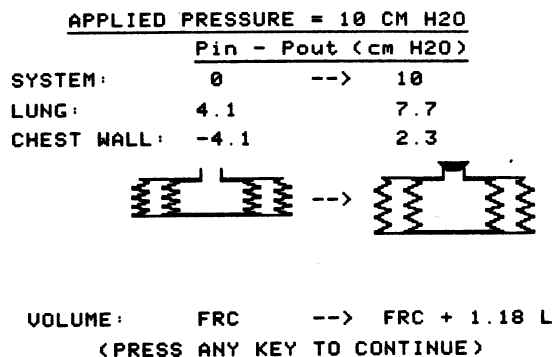 APPLIED PRESSURE = 10 CM H2O
Pin - Pout (cm H2O)
SYSTEM: 0 --> 10
LUNG: 4.1 7.7
CHEST WALL: -4.1 2.3
-->
VOLUME: FRC --> FRC + 1.18 L
(PRESS ANY KEY TO CONTINUE)